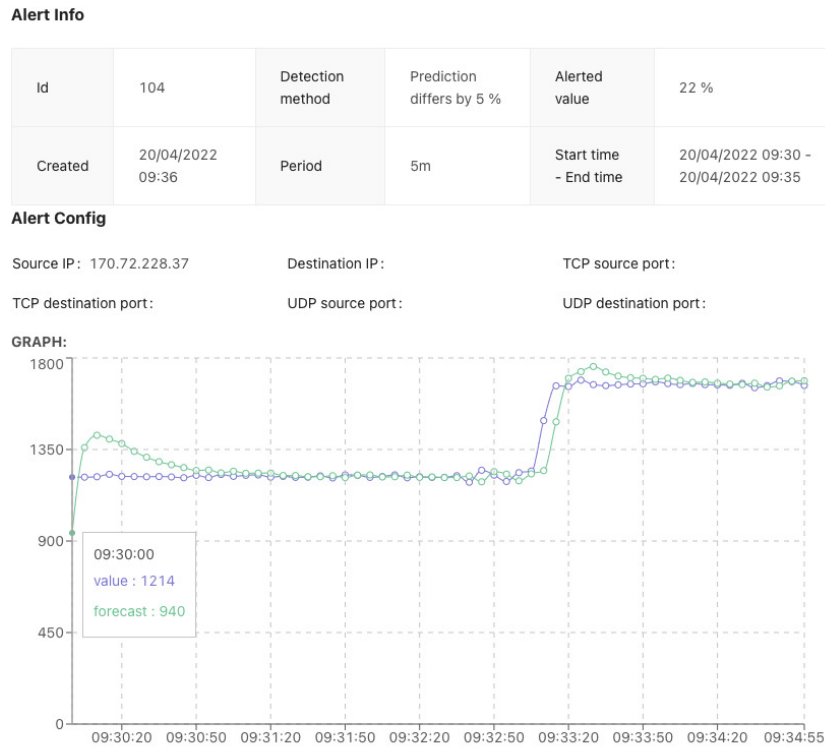 Alert Info
Id
104
Detection
method
Prediction
differs by 5 %
Alerted
value
22 %
Created
20/04/2022
09:36
Period
5m
Start time
- End time
20/04/2022 09:30 -
20/04/2022 09:35
Alert Config
Source IP: 170.72.228.37
Destination IP:
TCP source port:
TCP destination port:
UDP source port:
UDP destination port:
GRAPH:
1800
1350
900
450
0
09:30:00
value : 1214
forecast : 940
09:30:20 09:30:50 09:31:20 09:31:50 09:32:20 09:32:50 09:33:20 09:33:50 09:34:20 09:34:55